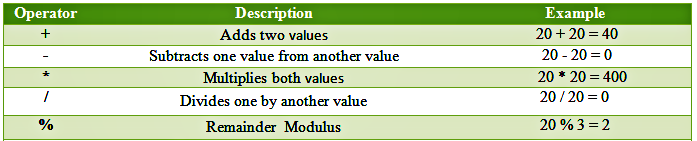 Operator Description Example
+ Adds two values 20 + 20 = 40
- Subtracts one value from another value 20 - 20 = 0
* Multiplies both values 20 * 20 = 400
/ Divides one by another value 20 / 20 = 0
% Remainder Modulus 20 % 3 = 2